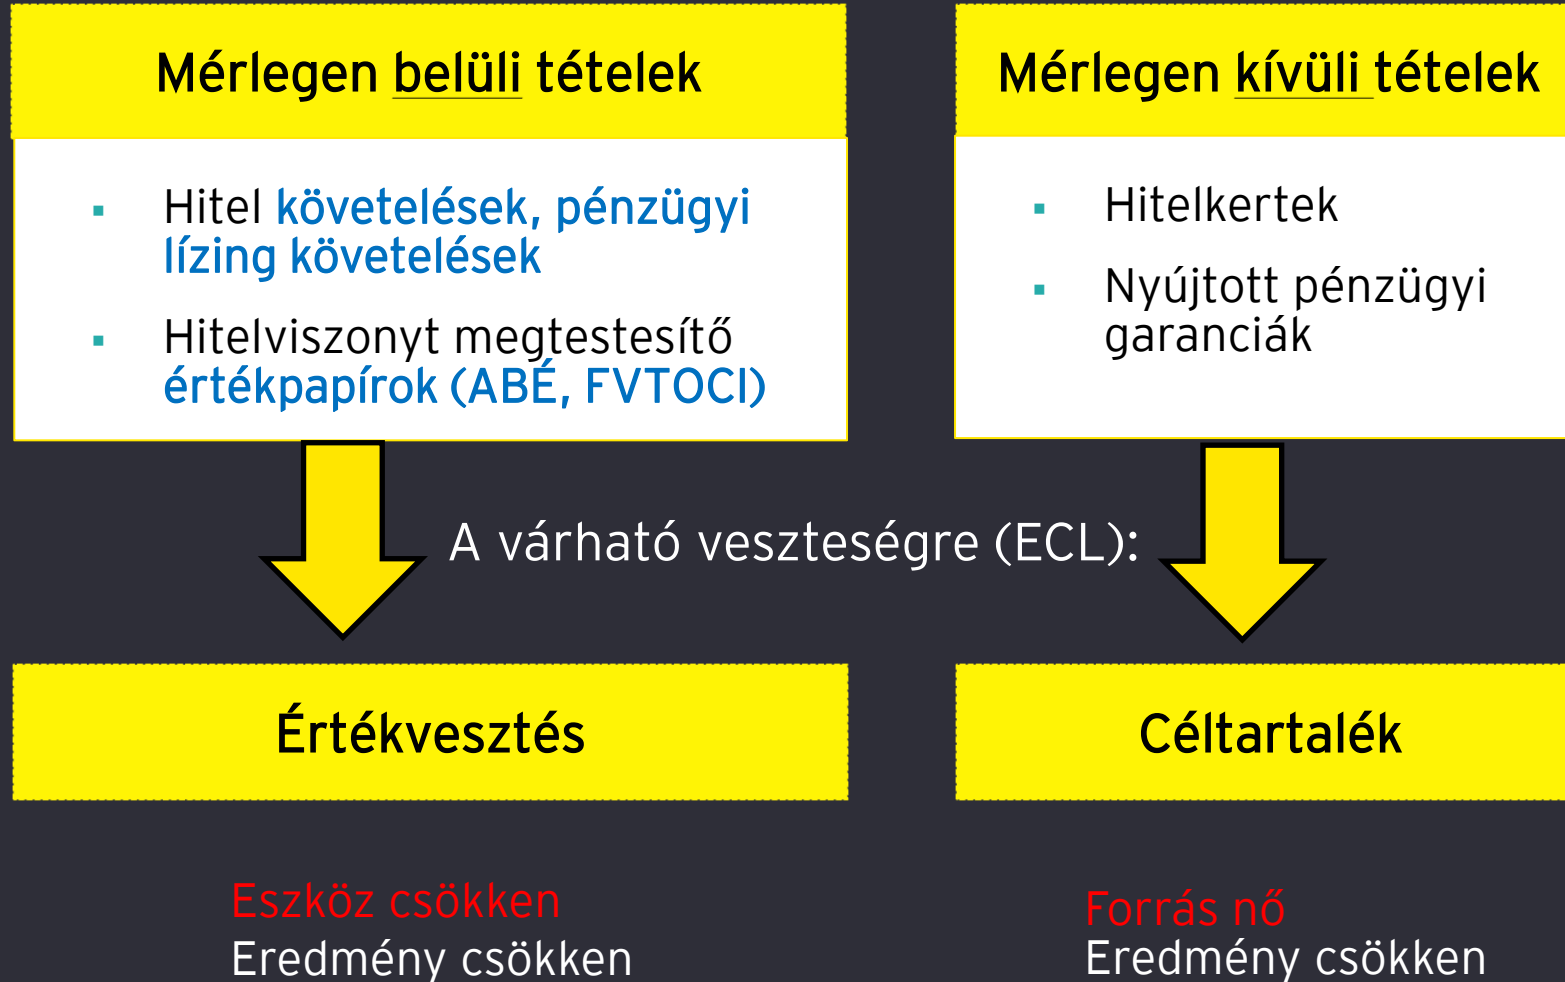 Mérlegen belüli tételek
▪ Hitel követelések, pénzügyi
lízing követelések
▪ Hitelviszonyt megtestesítő
értékpapírok (ABÉ, FVTOCI)
Mérlegen kívüli tételek
▪ Hitelkertek
▪ Nyújtott pénzügyi
garanciák
A várható veszteségre (ECL):
Értékvesztés
Eszköz csökken
Eredmény csökken
Céltartalék
Forrás nő
Eredmény csökken